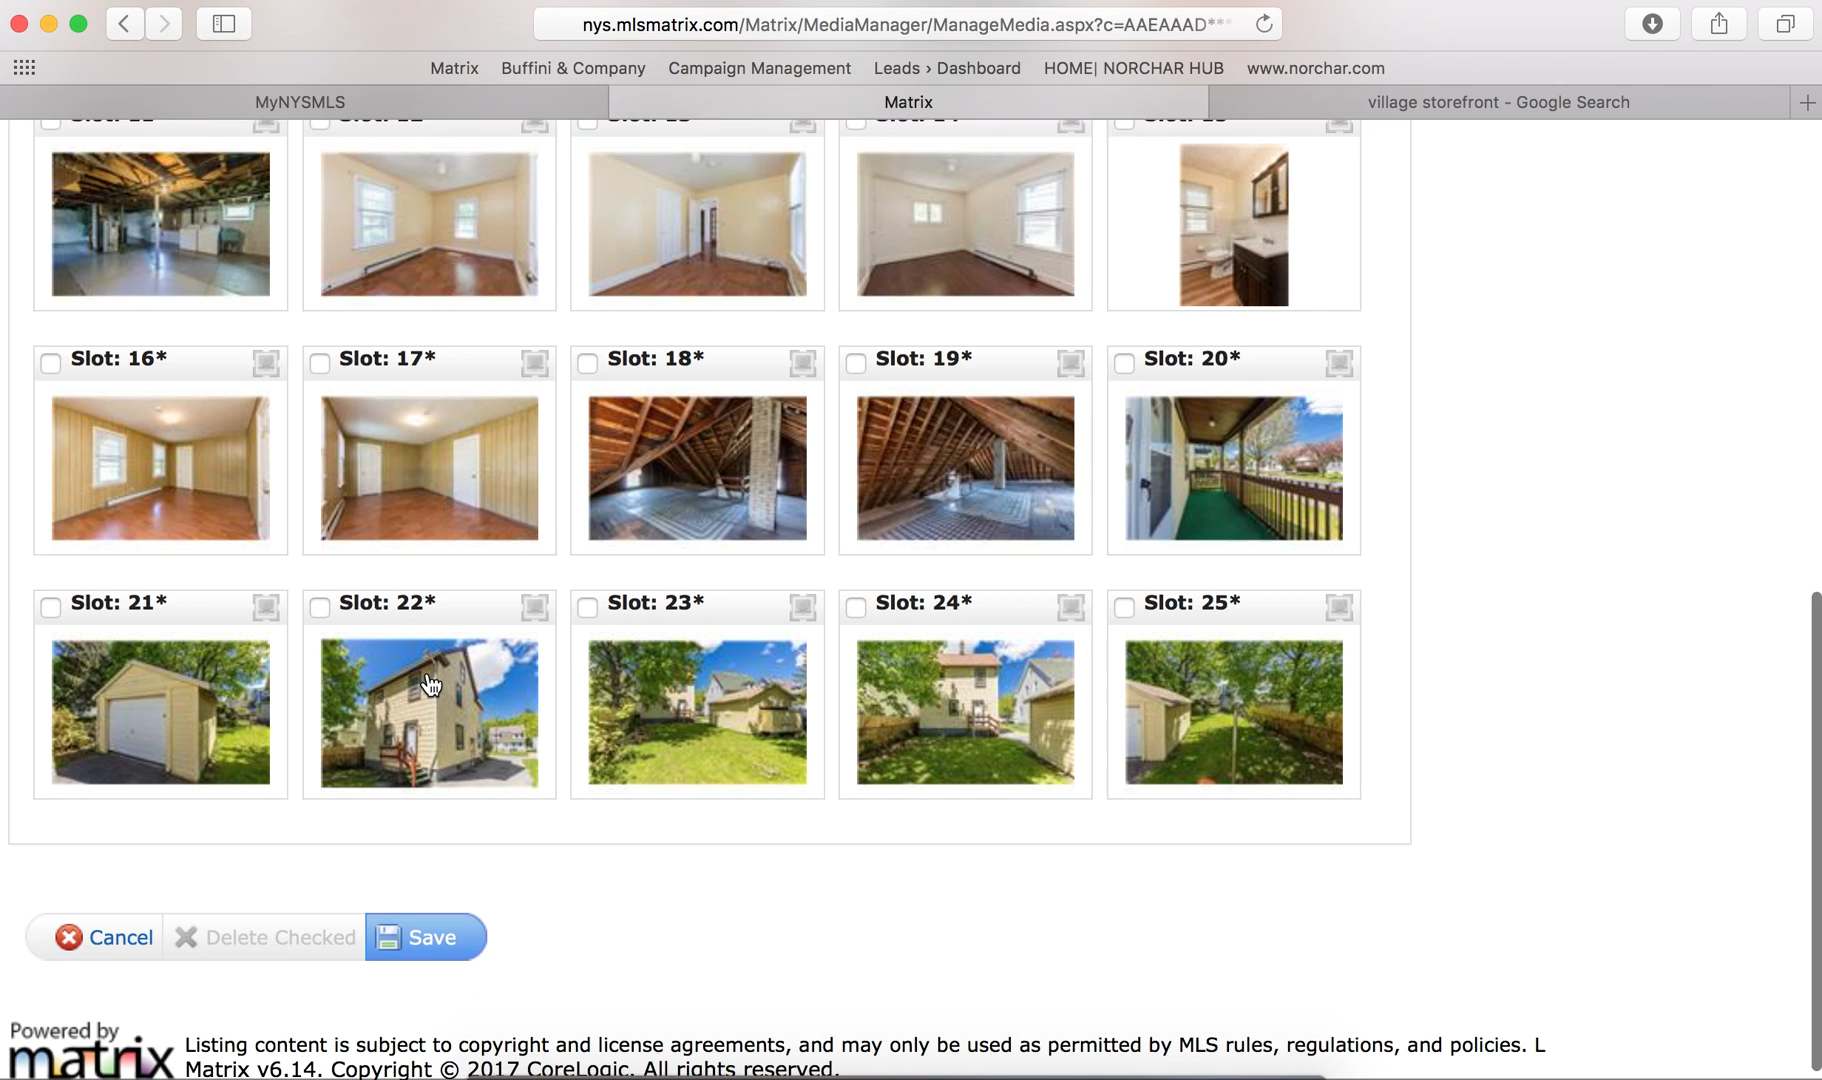 nys.mlsmatrix.com/Matrix/MediaManager/ManageMedia.aspx?c=AAEAAAD***
Matrix Buffini & Company Campaign Management Leads › Dashboard HOME| NORCHAR HUB www.norchar.com
MyNYSMLS Matrix village storefront - Google Search
Slot: 16* Slot: 17* Slot: 18* Slot: 19* Slot: 20*
Slot: 21* Slot: 22* Slot: 23* Slot: 24* Slot: 25*
Cancel Delete Checked Save
Powered by
matrix
Listing content is subject to copyright and license agreements, and may only be used as permitted by MLS rules, regulations, and policies. L
Matrix v6.14. Copyright © 2017 CoreLogic. All rights reserved.